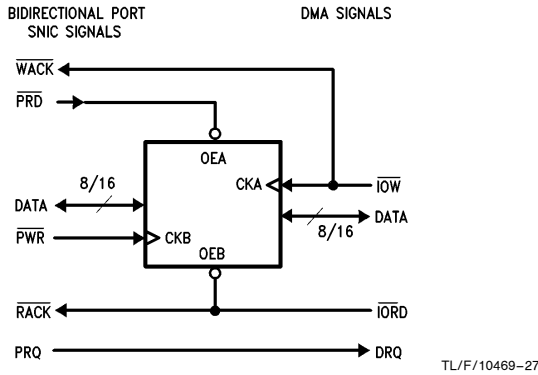 BIDIRECTIONAL PORT
SNIC SIGNALS
DMA SIGNALS
WACK
PRD
OEA
8/16
CKA
IOW
DATA
DATA
8/16
PWR
CKB
OEB
RACK
IORD
PRQ
DRQ
TL/F/10469–27